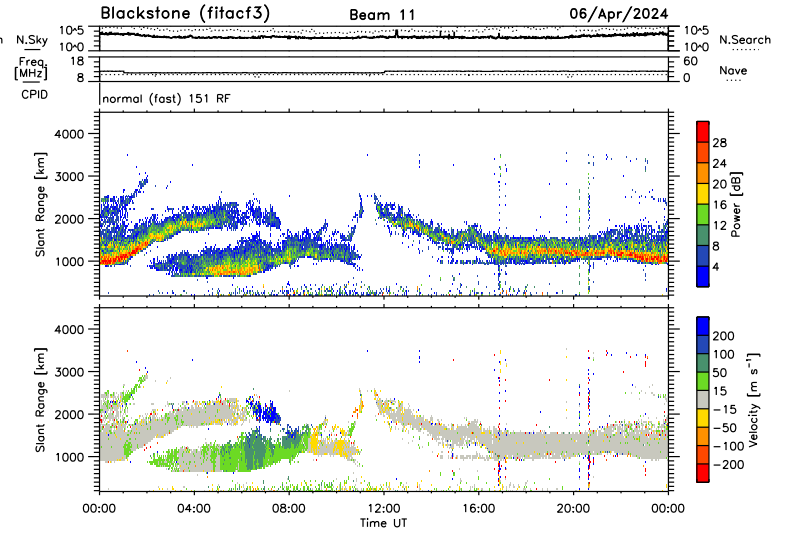 Blackstone (fitacf3) Beam 11 06/Apr/2024
N.Sky 10^5 10^0 10^5 10^0 N.Search
Freq. [MHz] 18 8 60 0 Nave
CPID normal (fast) 151 RF
Slant Range [km] 4000 3000 2000 1000
28 24 20 16 12 8 4 Power [dB]
Slant Range [km] 4000 3000 2000 1000
200 100 50 15 −15 −50 −100 −200 Velocity [m s⁻¹]
00:00 04:00 08:00 12:00 16:00 20:00 00:00
Time UT